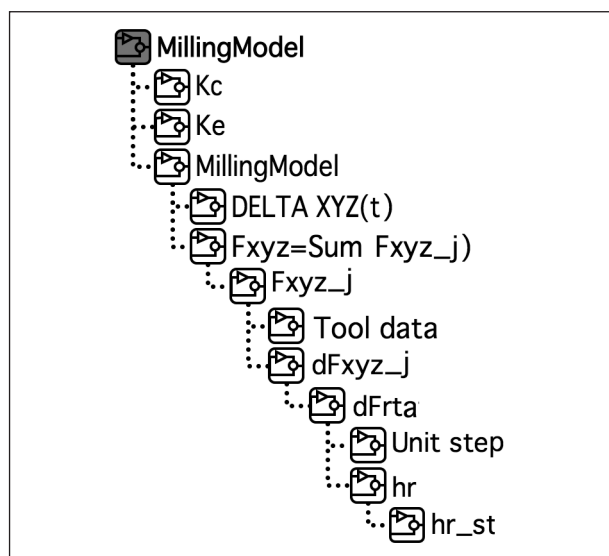 MillingModel
Kc
Ke
MillingModel
DELTA XYZ(t)
Fxyz=Sum Fxyz_j)
Fxyz_j
Tool data
dFxyz_j
dFrta
Unit step
hr
hr_st